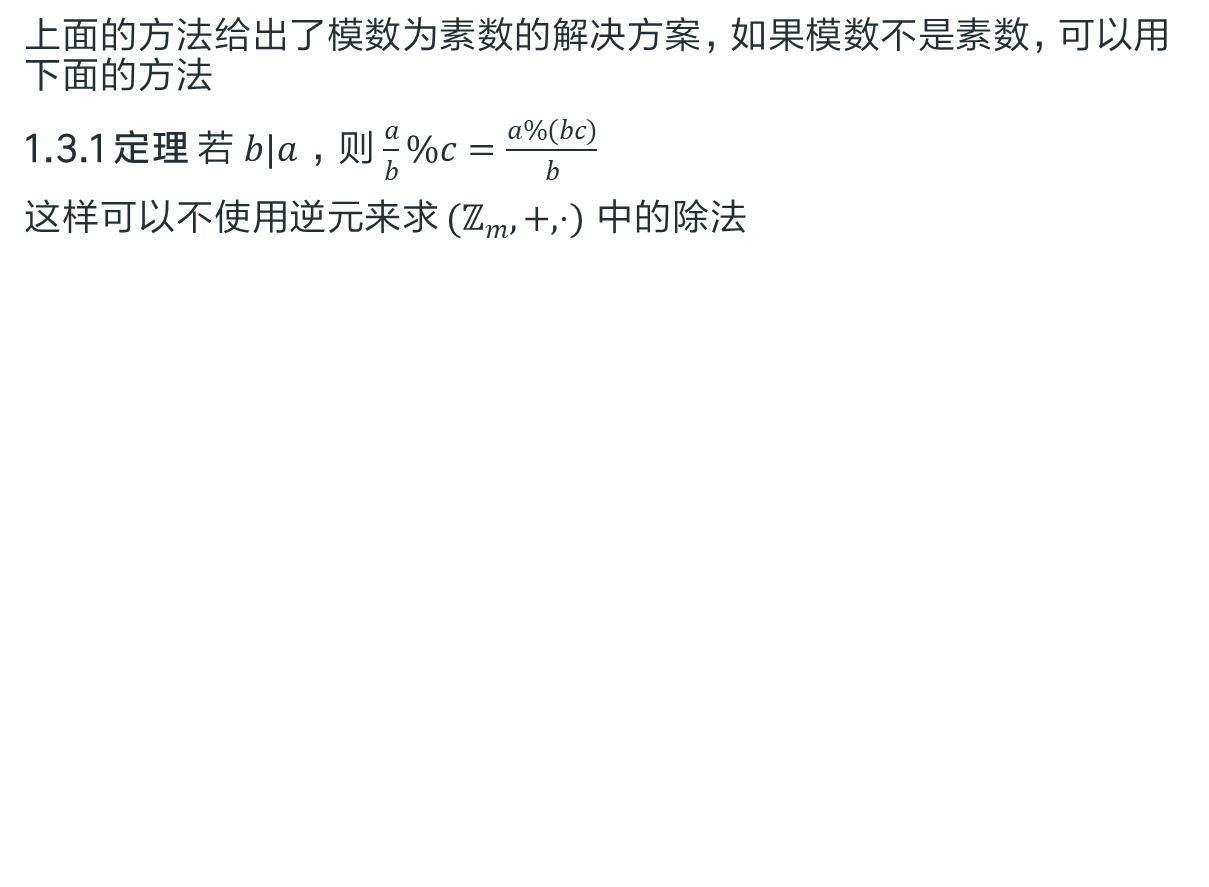 上面的方法给出了模数为素数的解决方案，如果模数不是素数，可以用
下面的方法
1.3.1定理 若 b|a ，则 \frac{a}{b}%c = \frac{a%(bc)}{b}
这样可以不使用逆元来求 (ℤ_m, +,·) 中的除法